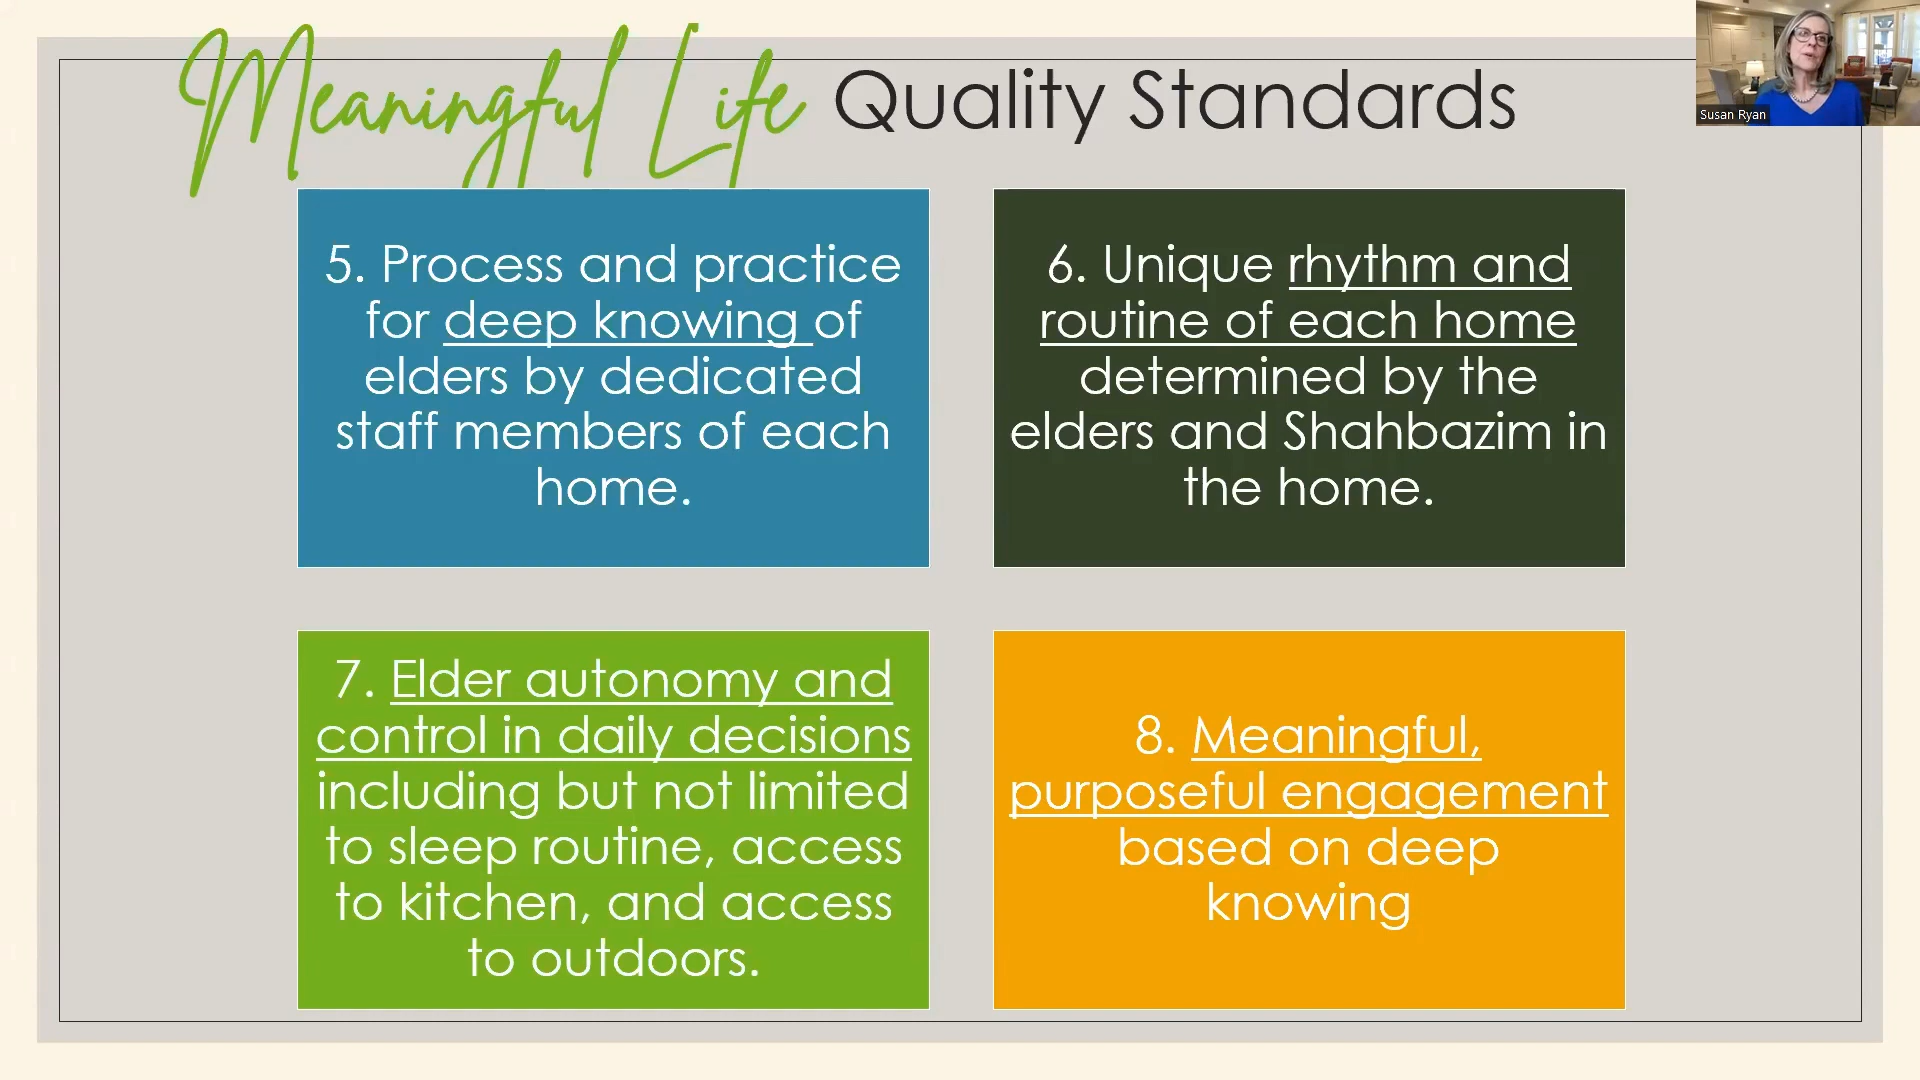 Meaningful Life Quality Standards
Susan Ryan
5. Process and practice
for deep knowing of
elders by dedicated
staff members of each
home.
6. Unique rhythm and
routine of each home
determined by the
elders and Shahbazim in
the home.
7. Elder autonomy and
control in daily decisions
including but not limited
to sleep routine, access
to kitchen, and access
to outdoors.
8. Meaningful,
purposeful engagement
based on deep
knowing